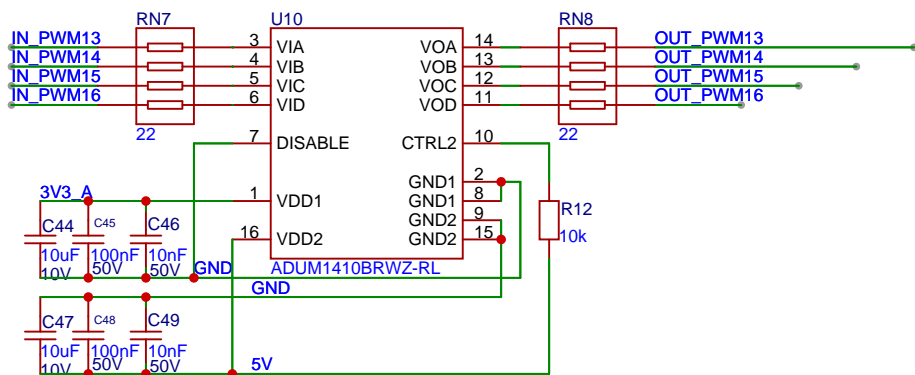 RN7 U10 RN8
IN_PWM13 3 VIA VOA 14 OUT_PWM13
IN_PWM14 4 VIB VOB 13 OUT_PWM14
IN_PWM15 5 VIC VOC 12 OUT_PWM15
IN_PWM16 6 VID VOD 11 OUT_PWM16
22 7 DISABLE CTRL2 10 22
GND1 2
3V3_A 1 VDD1 GND1 8
C44 C45 C46 GND2 9 R12
16 VDD2 GND2 15 10k
10uF 100nF 10nF
10V 50V 50V GND ADUM1410BRWZ-RL
GND
C47 C48 C49
10uF 100nF 10nF
10V 50V 50V 5V